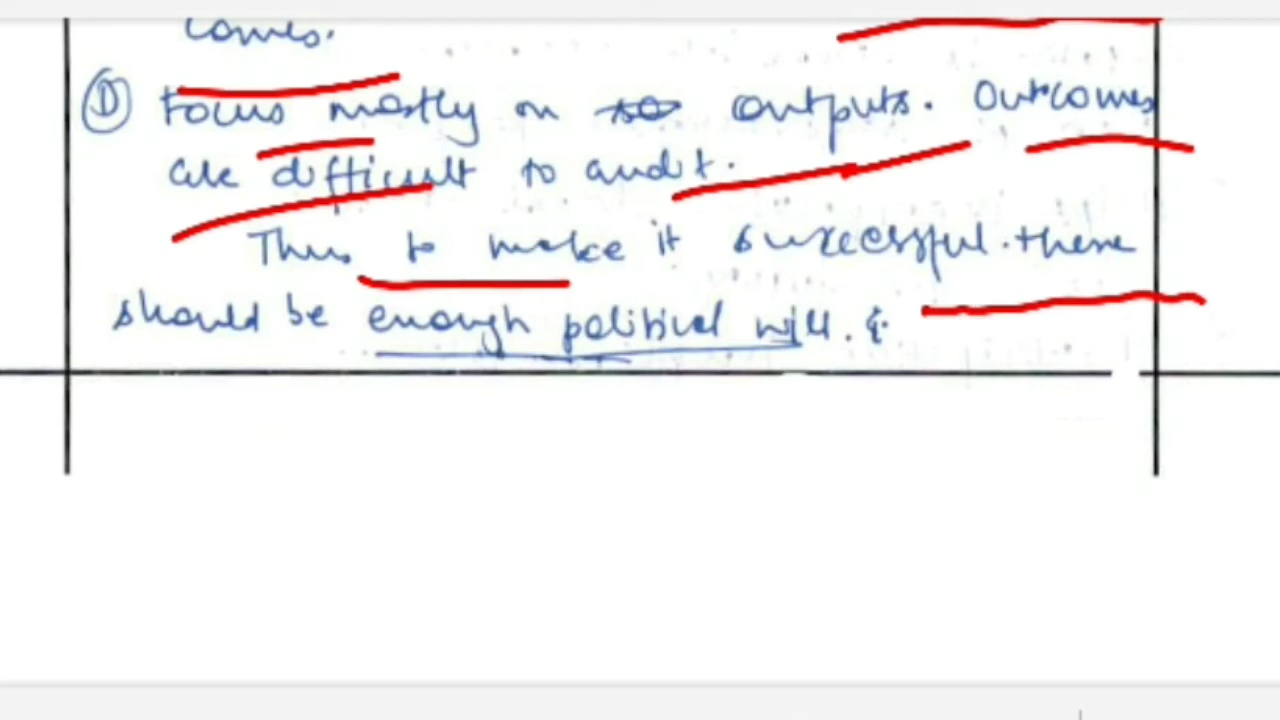 comes.
Ⓓ Focus mostly on outputs. Outcomes
are difficult to audit.
Thus to make it successful. there
should be enough political will. &